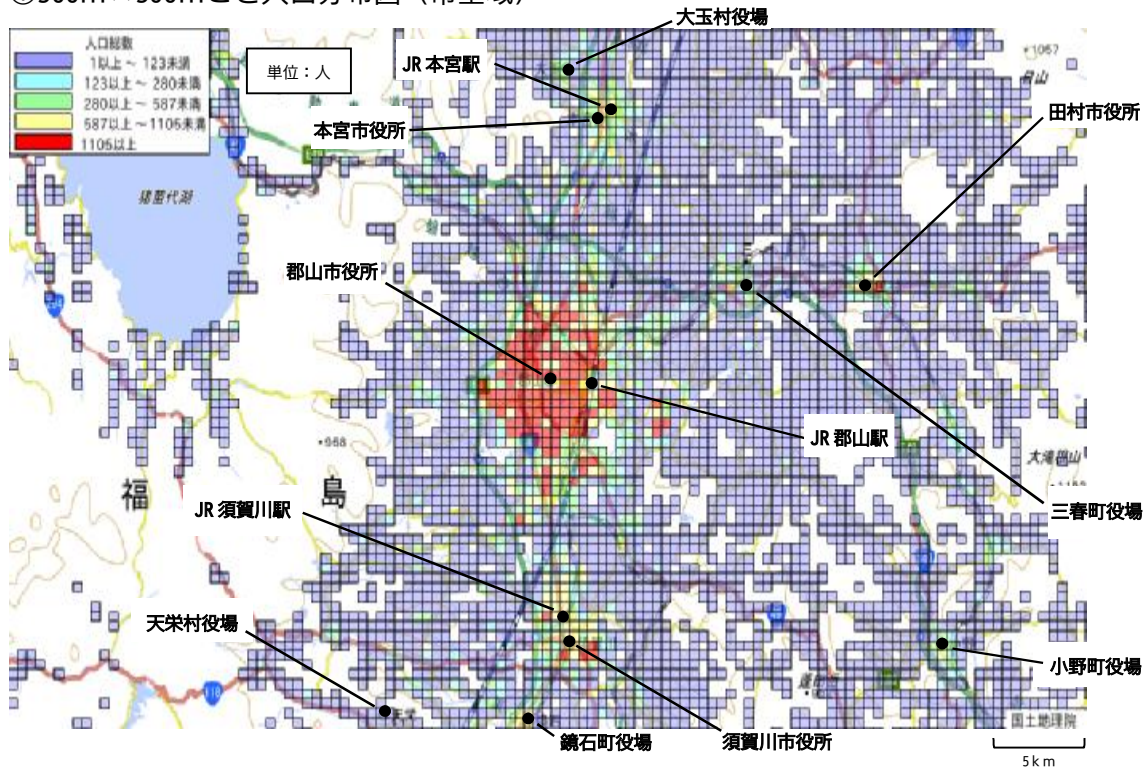 大玉村役場
人口総数
1以上～123未満
123以上～280未満
280以上～587未満
587以上～1105未満
1105以上
単位：人
JR 本宮駅
本宮市役所
田村市役所
猪苗代湖
郡山市役所
JR 郡山駅
・968
大滝根山
福
島
三春町役場
JR 須賀川駅
天栄村役場
小野町役場
118
国土地理院
鏡石町役場
須賀川市役所
5km